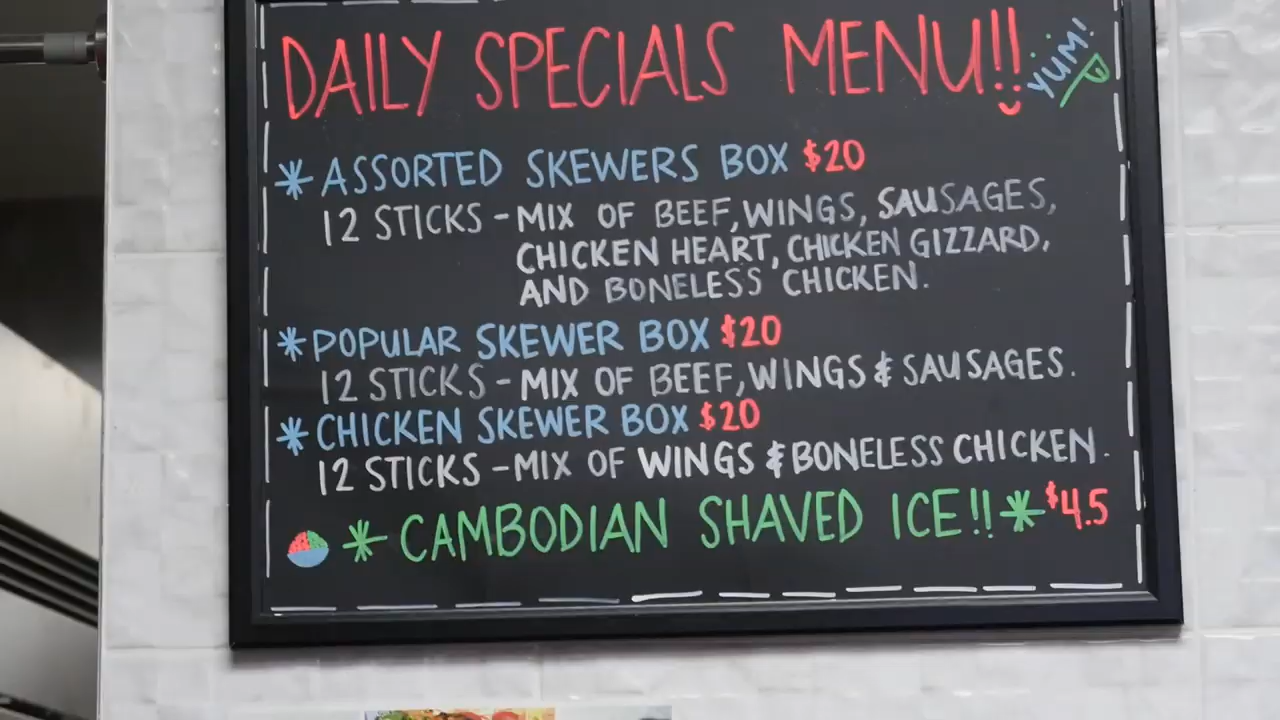 DAILY SPECIALS MENU!! YUM!
* ASSORTED SKEWERS BOX $20
12 STICKS - MIX OF BEEF, WINGS, SAUSAGES,
CHICKEN HEART, CHICKEN GIZZARD,
AND BONELESS CHICKEN.
* POPULAR SKEWER BOX $20
12 STICKS - MIX OF BEEF, WINGS & SAUSAGES.
* CHICKEN SKEWER BOX $20
12 STICKS - MIX OF WINGS & BONELESS CHICKEN.
* CAMBODIAN SHAVED ICE!! * $4.5